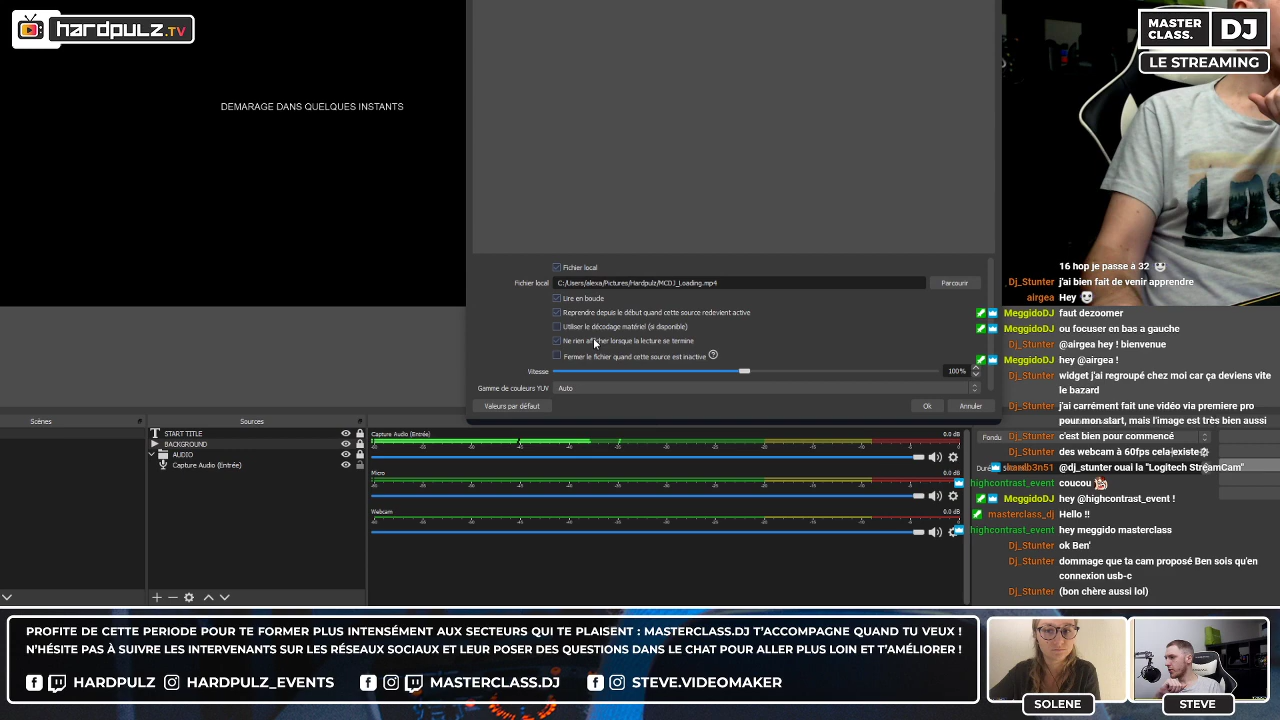 hardpulz.TV
MASTER CLASS. DJ
LE STREAMING
DEMARAGE DANS QUELQUES INSTANTS
Fichier local
Fichier local C:/Users/alexa/Pictures/Hardpulz/MCDJ_Loading.mp4 Parcourir
Lire en boucle
Reprendre depuis le début quand cette source redevient active
Utiliser le décodage matériel (si disponible)
Ne rien afficher lorsque la lecture se termine
Fermer le fichier quand cette source est inactive
Vitesse 100%
Gamme de couleurs YUV Auto
Valeurs par défaut Ok Annuler
16 hop je passe à 32
Dj_Stunter j'ai bien fait de venir apprendre
airgea Hey
MeggidoDJ faut dezoomer
MeggidoDJ ou focuser en bas a gauche
Dj_Stunter @airgea hey ! bienvenue
MeggidoDJ hey @airgea !
Dj_Stunter widget j'ai regroupé chez moi car ça deviens vite
le bazard
Dj_Stunter j'ai carrément fait une vidéo via premiere pro
pour mon start, mais l'image est très bien aussi
Dj_Stunter c'est bien pour commencé
Dj_Stunter des webcam à 60fps cela existe
@dj_stunter ouai la "Logitech StreamCam"
highcontrast_event coucou
MeggidoDJ hey @highcontrast_event !
masterclass_dj Hello !!
highcontrast_event hey meggido masterclass
Dj_Stunter ok Ben'
Dj_Stunter dommage que ta cam proposé Ben sois qu'en
connexion usb-c
Dj_Stunter (bon chère aussi lol)
Scènes
Sources
START TITLE
BACKGROUND
AUDIO
Capture Audio (Entrée)
Capture Audio (Entrée) 0.0 dB
Micro 0.0 dB
Webcam 0.0 dB
Fondu
PROFITE DE CETTE PERIODE POUR TE FORMER PLUS INTENSÉMENT AUX SECTEURS QUI TE PLAISENT : MASTERCLASS.DJ T'ACCOMPAGNE QUAND TU VEUX !
N'HÉSITE PAS À SUIVRE LES INTERVENANTS SUR LES RÉSEAUX SOCIAUX ET LEUR POSER DES QUESTIONS DANS LE CHAT POUR ALLER PLUS LOIN ET T'AMÉLIORER !
HARDPULZ HARDPULZ_EVENTS MASTERCLASS.DJ STEVE.VIDEOMAKER
SOLENE
STEVE